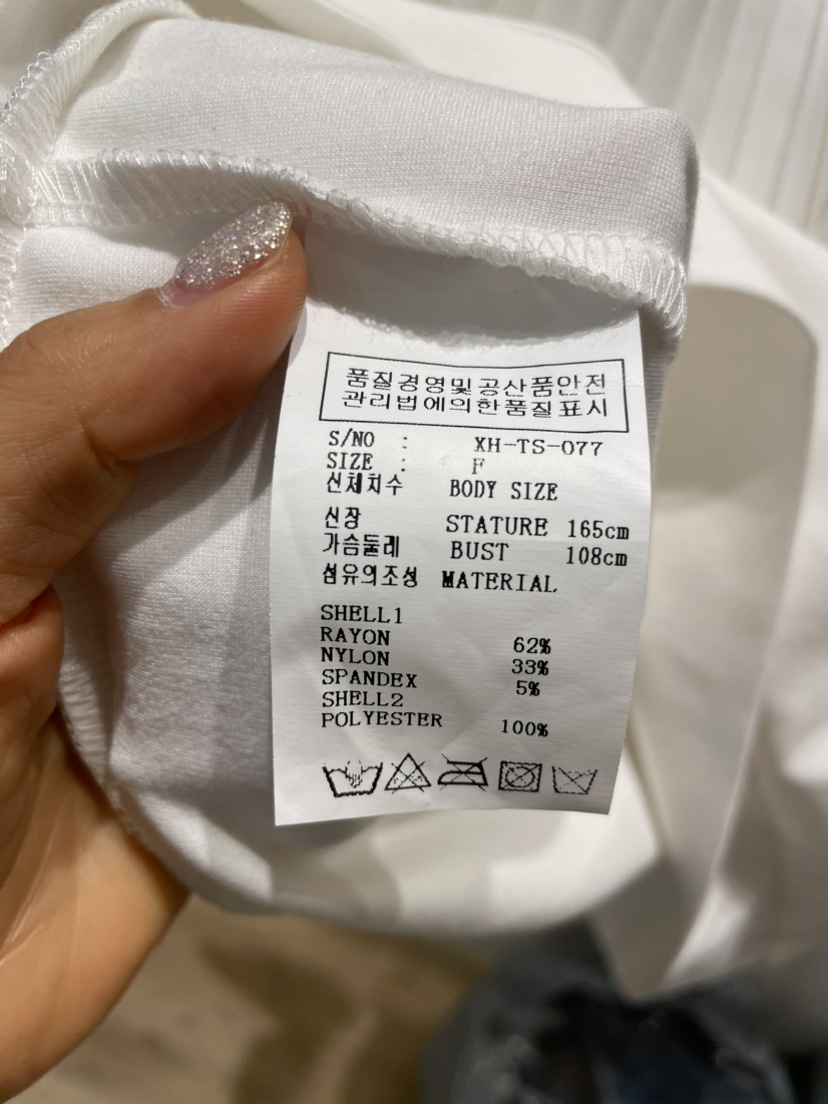 품질경영및공산품안전
관리법에의한품질표시
S/NO : XH-TS-077
SIZE : F
신체치수 BODY SIZE
신장 STATURE 165cm
가슴둘레 BUST 108cm
섬유의조성 MATERIAL
SHELL1
RAYON 62%
NYLON 33%
SPANDEX 5%
SHELL2
POLYESTER 100%